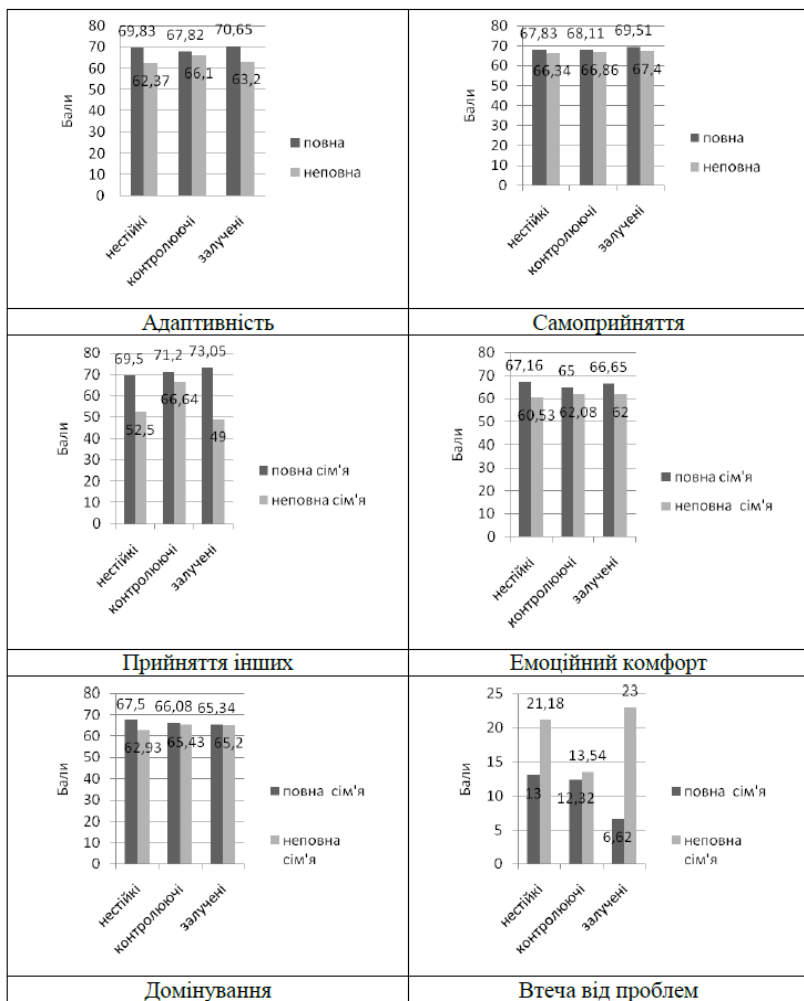 69,83 67,82 70,65
80
70
60
50
40
30
20
10
0
62,37 66,1 63,2
Бали
повна
неповна
нестійкі
контролюючі
залучені
Адаптивність
67,83 68,11 69,51
80
70
60
50
40
30
20
10
0
66,34 66,86 67,4
Бали
повна
неповна
нестійкі
контролюючі
залучені
Самоприйняття
69,5 71,2 73,05
80
70
60
50
40
30
20
10
0
52,5 66,64 49
Бали
повна сім'я
неповна сім'я
нестійкі
контролюючі
залучені
Прийняття інших
67,16 65 66,65
80
70
60
50
40
30
20
10
0
60,53 62,08 62
Бали
повна сім'я
неповна сім'я
нестійкі
контролюючі
залучені
Емоційний комфорт
67,5 66,08 65,34
80
70
60
50
40
30
20
10
0
62,93 65,43 65,2
Бали
повна сім'я
неповна
сім'я
нестійкі
контролюючі
залучені
Домінування
25
20
15
10
5
0
21,18 13,54 23
13 12,32 6,62
Бали
повна сім'я
неповна
сім'я
нестійкі
контролюючі
залучені
Втеча від проблем